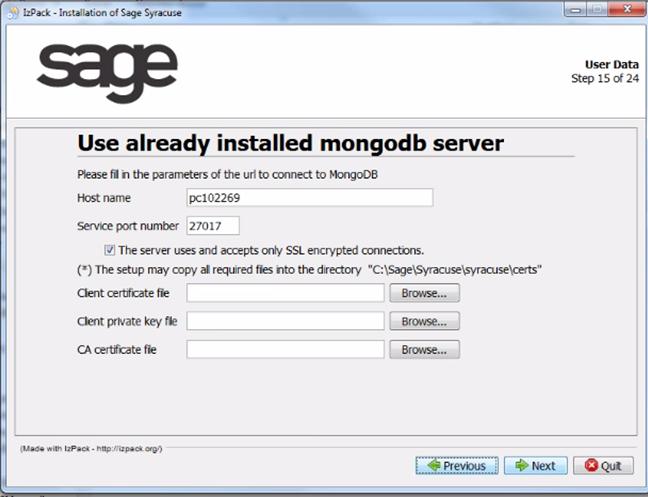 IzPack - Installation of Sage Syracuse
sage
User Data
Step 15 of 24
Use already installed mongodb server
Please fill in the parameters of the url to connect to MongoDB
Host name pc102269
Service port number 27017
The server uses and accepts only SSL encrypted connections.
(*) The setup may copy all required files into the directory "C:\Sage\Syracuse\syracuse\certs"
Client certificate file Browse...
Client private key file Browse...
CA certificate file Browse...
(Made with IzPack - http://izpack.org/)
Previous Next Quit